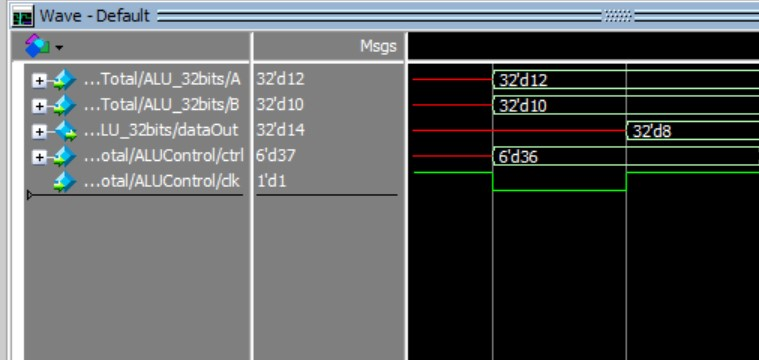 Wave - Default
Msgs
...Total/ALU_32bits/A 32'd12 32'd12
...Total/ALU_32bits/B 32'd10 32'd10
...LU_32bits/dataOut 32'd14 32'd8
...otal/ALUControl/ctrl 6'd37 6'd36
...otal/ALUControl/clk 1'd1